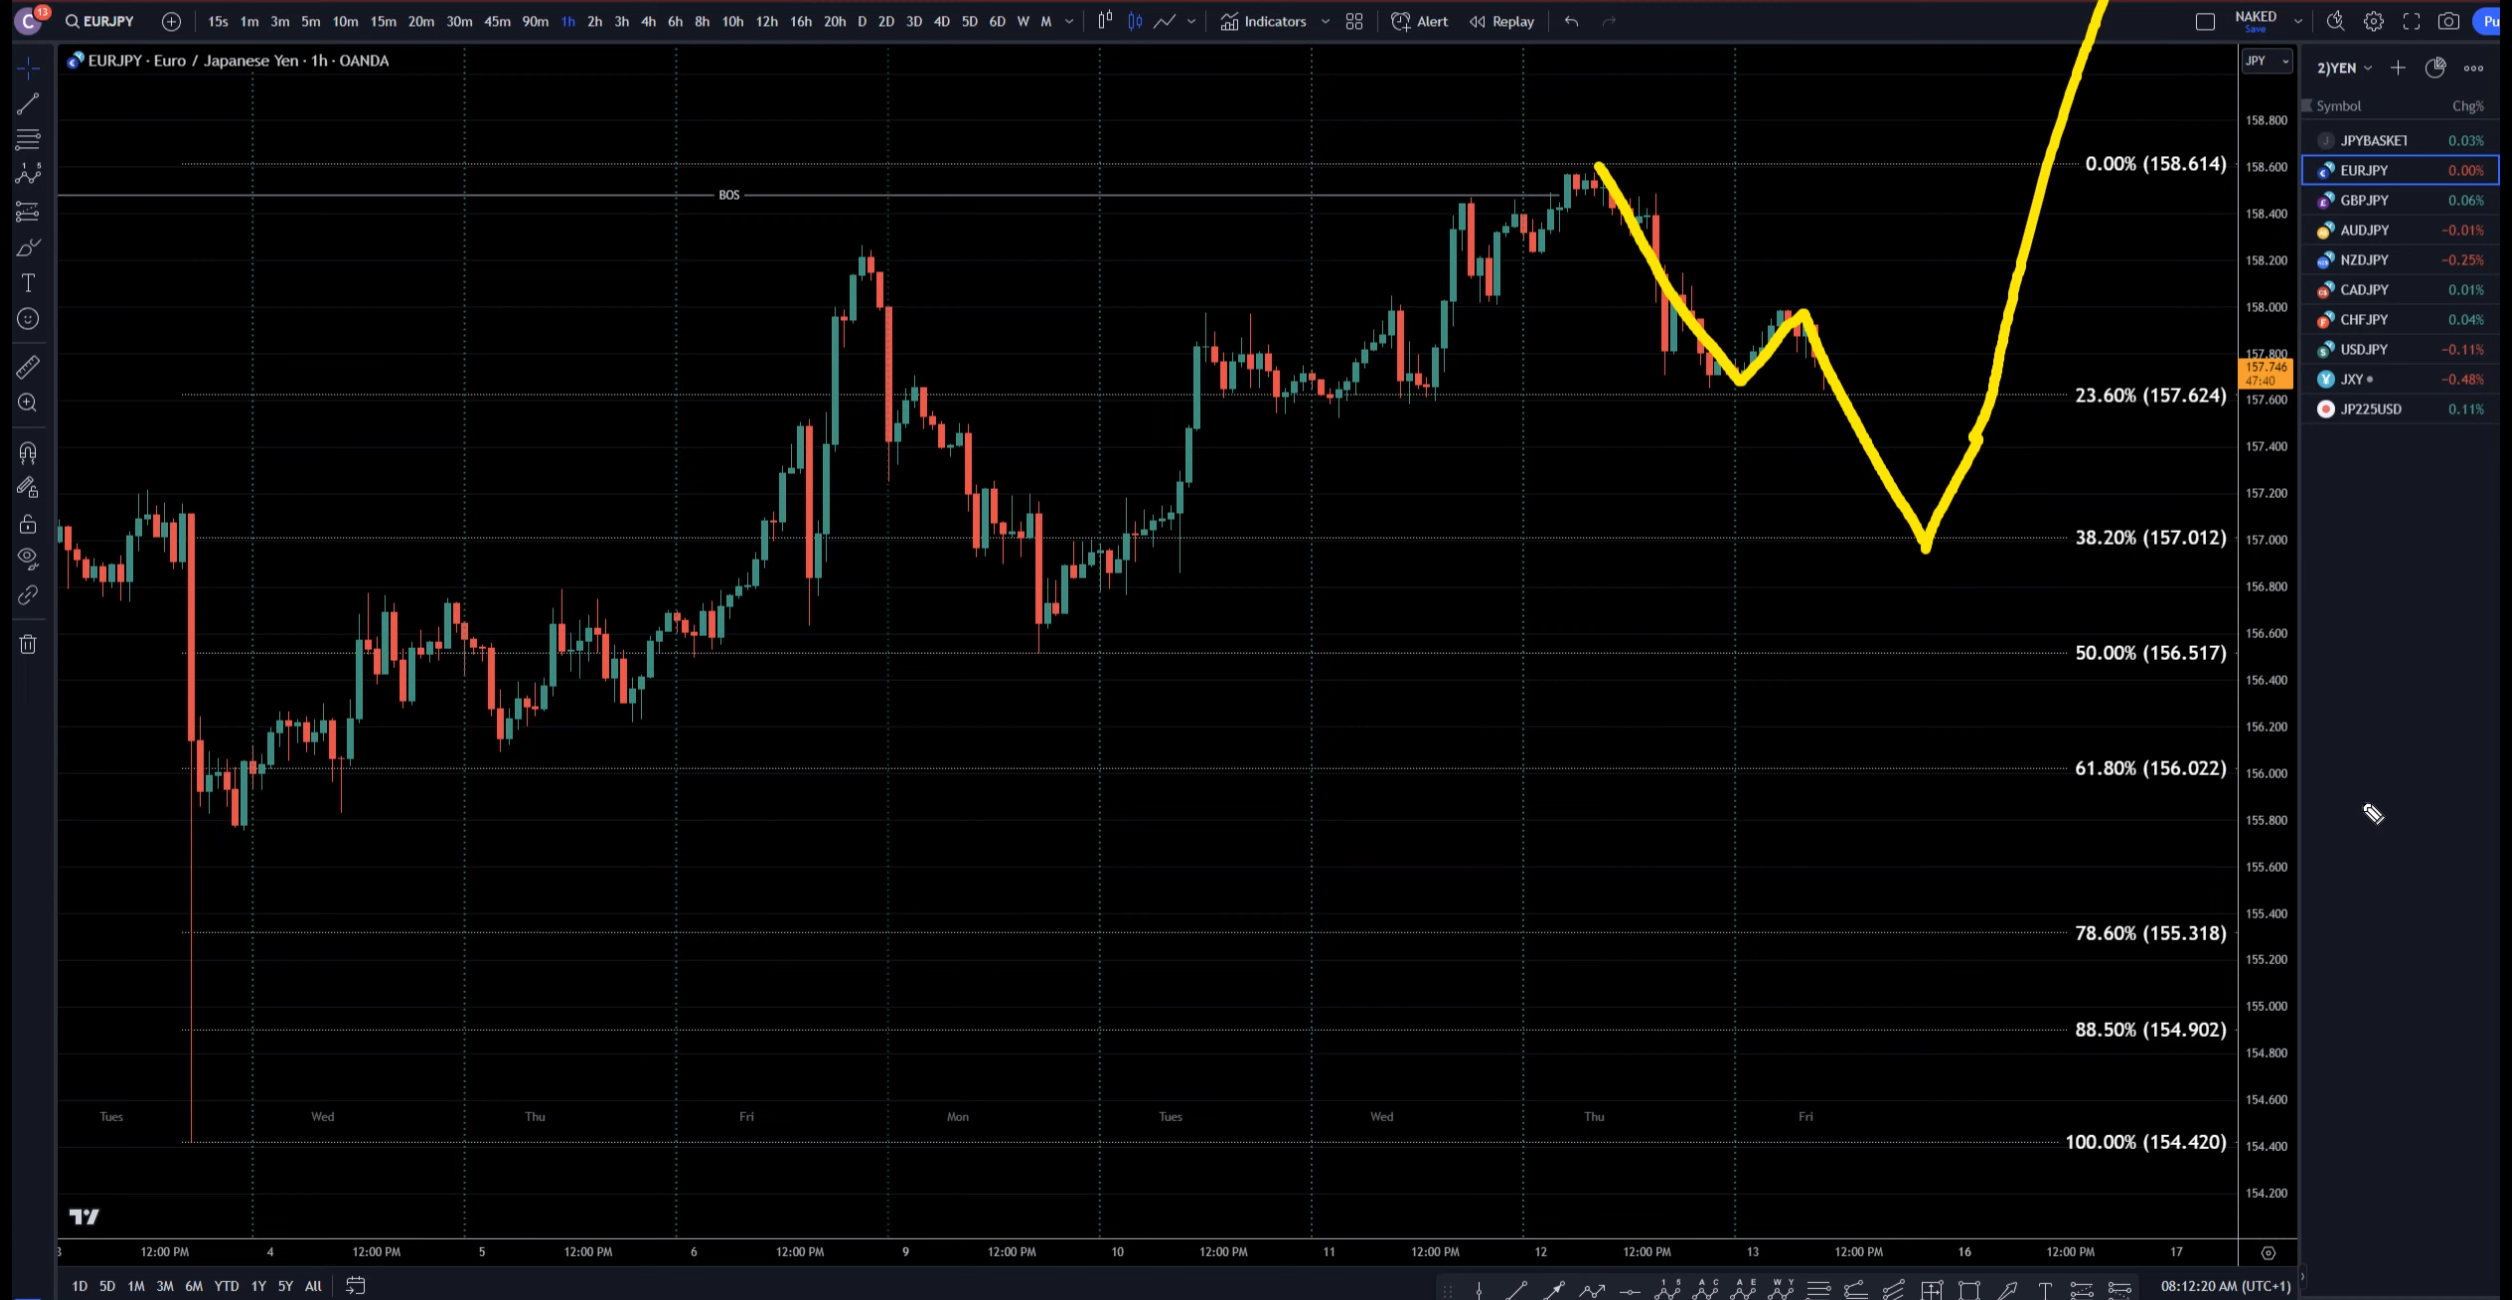 C 13 EURJPY 15s 1m 3m 5m 10m 15m 20m 30m 45m 90m 1h 2h 3h 4h 6h 8h 10h 12h 16h 20h D 2D 3D 4D 5D 6D W M Indicators Alert Replay NAKED Save Pu
EURJPY · Euro / Japanese Yen · 1h · OANDA
JPY
2)YEN
Symbol Chg%
JPYBASKET 0.03%
EURJPY 0.00%
GBPJPY 0.06%
AUDJPY −0.01%
NZDJPY −0.25%
CADJPY 0.01%
CHFJPY 0.04%
USDJPY −0.11%
JXY −0.48%
JP225USD 0.11%
BOS
0.00% (158.614)
23.60% (157.624)
38.20% (157.012)
50.00% (156.517)
61.80% (156.022)
78.60% (155.318)
88.50% (154.902)
100.00% (154.420)
158.800
158.600
158.400
158.200
158.000
157.800
157.746
47:40
157.600
157.400
157.200
157.000
156.800
156.600
156.400
156.200
156.000
155.800
155.600
155.400
155.200
155.000
154.800
154.600
154.400
154.200
Tues Wed Thu Fri Mon Tues Wed Thu Fri
3 12:00 PM 4 12:00 PM 5 12:00 PM 6 12:00 PM 9 12:00 PM 10 12:00 PM 11 12:00 PM 12 12:00 PM 13 12:00 PM 16 12:00 PM 17
1D 5D 1M 3M 6M YTD 1Y 5Y All
08:12:20 AM (UTC+1)